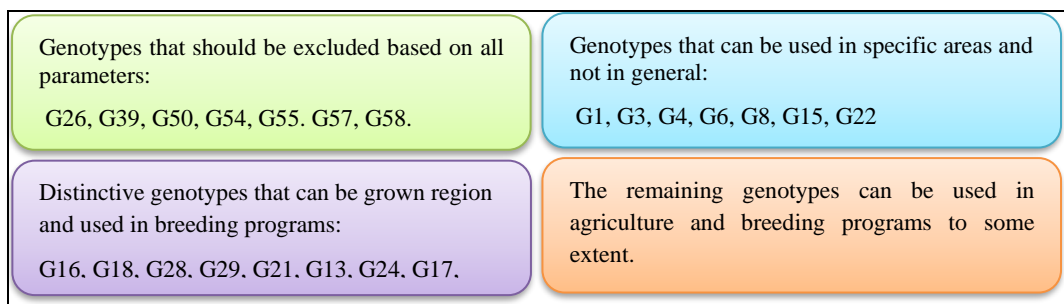 Genotypes that should be excluded based on all
parameters:
G26, G39, G50, G54, G55. G57, G58.
Genotypes that can be used in specific areas and
not in general:
G1, G3, G4, G6, G8, G15, G22
Distinctive genotypes that can be grown region
and used in breeding programs:
G16, G18, G28, G29, G21, G13, G24, G17,
The remaining genotypes can be used in
agriculture and breeding programs to some
extent.